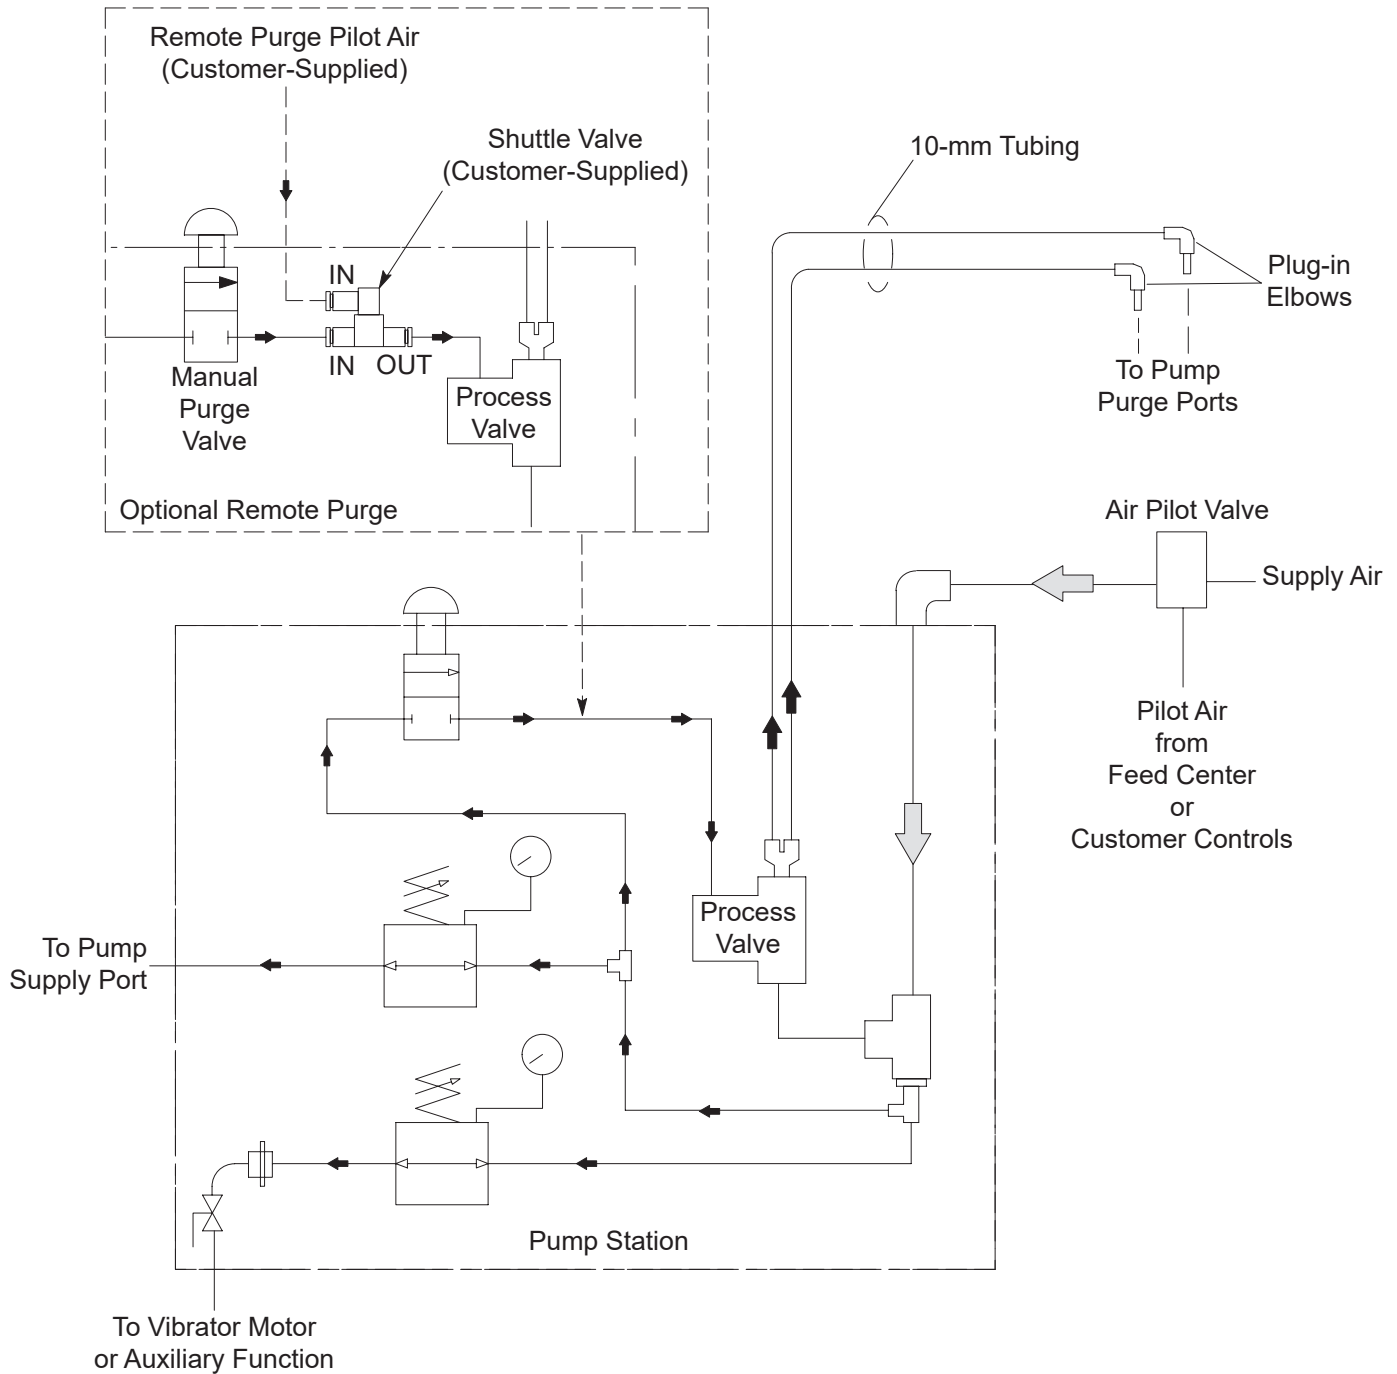 Remote Purge Pilot Air
(Customer-Supplied)
Shuttle Valve
(Customer-Supplied)
10-mm Tubing
IN
IN
OUT
Manual
Purge
Valve
Process
Valve
Optional Remote Purge
Plug-in
Elbows
To Pump
Purge Ports
Air Pilot Valve
Supply Air
Pilot Air
from
Feed Center
or
Customer Controls
Process
Valve
To Pump
Supply Port
Pump Station
To Vibrator Motor
or Auxiliary Function